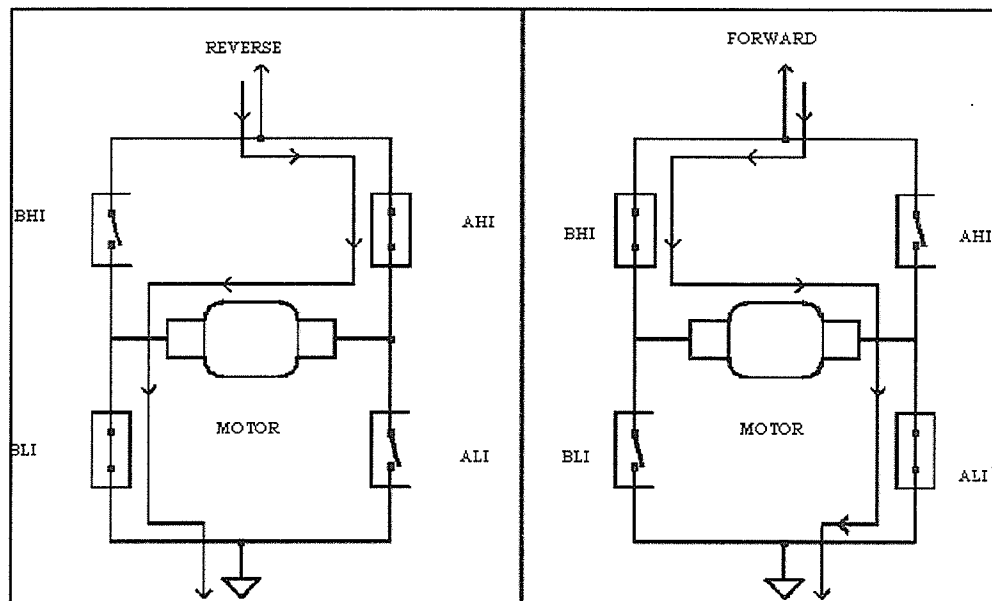 REVERSE
BHI
AHI
MOTOR
BLI
ALI
FORWARD
BHI
AHI
MOTOR
BLI
ALI